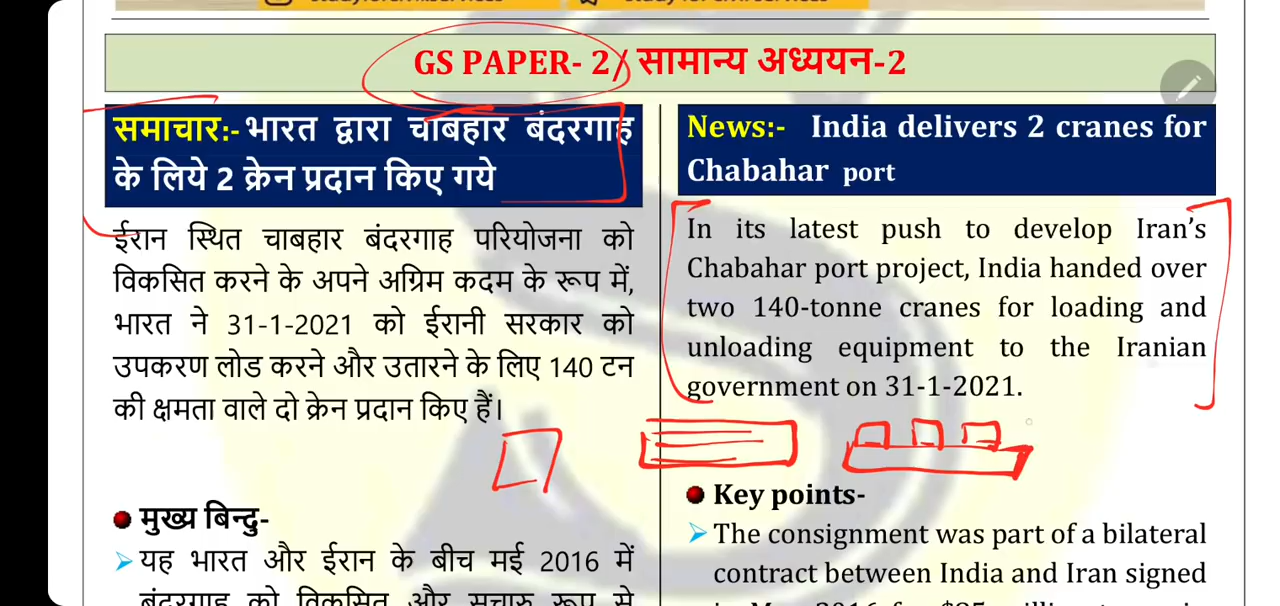 GS PAPER- 2/ सामान्य अध्ययन-2
समाचार:- भारत द्वारा चाबहार बंदरगाह
के लिये 2 क्रेन प्रदान किए गये
ईरान स्थित चाबहार बंदरगाह परियोजना को
विकसित करने के अपने अग्रिम कदम के रूप में,
भारत ने 31-1-2021 को ईरानी सरकार को
उपकरण लोड करने और उतारने के लिए 140 टन
की क्षमता वाले दो क्रेन प्रदान किए हैं।
मुख्य बिन्दु-
यह भारत और ईरान के बीच मई 2016 में
बंदरगाह को विकसित और सुचारु रूप से
News:- India delivers 2 cranes for
Chabahar port
In its latest push to develop Iran's
Chabahar port project, India handed over
two 140-tonne cranes for loading and
unloading equipment to the Iranian
government on 31-1-2021.
Key points-
The consignment was part of a bilateral
contract between India and Iran signed